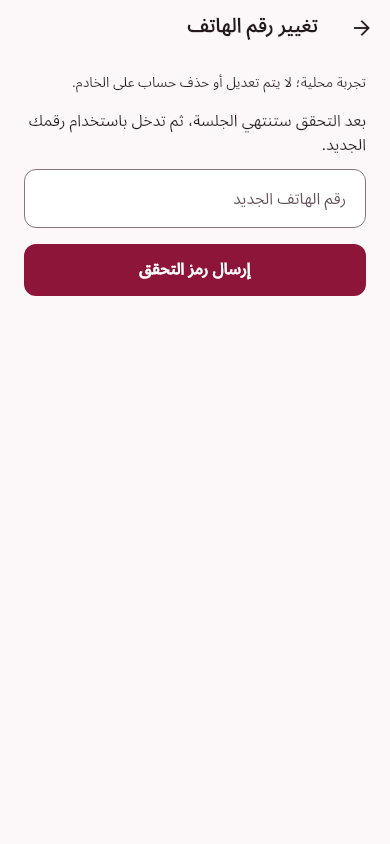 تغيير رقم الهاتف
تجربة محلية؛ لا يتم تعديل أو حذف حساب على الخادم.
بعد التحقق ستنتهي الجلسة، ثم تدخل باستخدام رقمك
الجديد.
رقم الهاتف الجديد
إرسال رمز التحقق